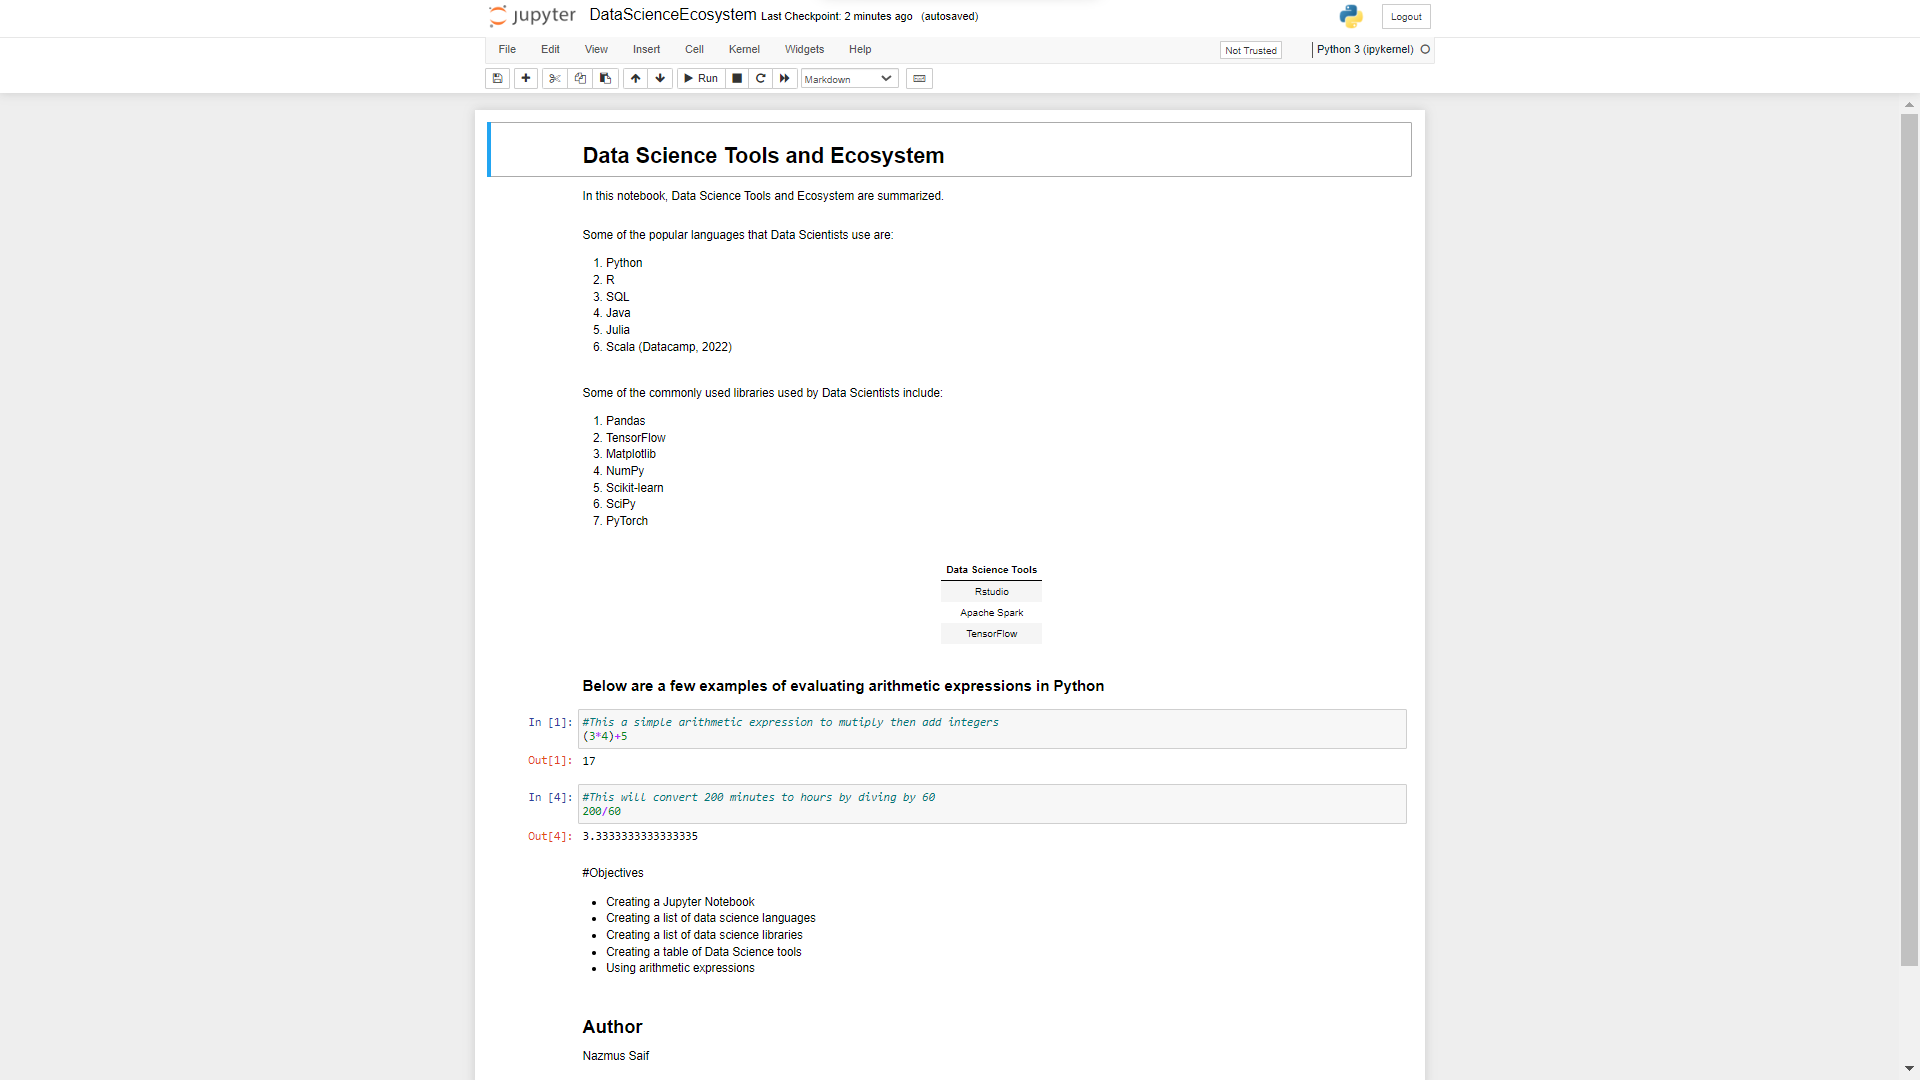 jupyter DataScienceEcosystem Last Checkpoint: 2 minutes ago (autosaved)
Logout
File Edit View Insert Cell Kernel Widgets Help
Not Trusted
Python 3 (ipykernel)
Run
Markdown
Data Science Tools and Ecosystem
In this notebook, Data Science Tools and Ecosystem are summarized.
Some of the popular languages that Data Scientists use are:
1. Python
2. R
3. SQL
4. Java
5. Julia
6. Scala (Datacamp, 2022)
Some of the commonly used libraries used by Data Scientists include:
1. Pandas
2. TensorFlow
3. Matplotlib
4. NumPy
5. Scikit-learn
6. SciPy
7. PyTorch
Data Science Tools
Rstudio
Apache Spark
TensorFlow
Below are a few examples of evaluating arithmetic expressions in Python
In [1]: #This a simple arithmetic expression to mutiply then add integers
(3*4)+5
Out[1]: 17
In [4]: #This will convert 200 minutes to hours by diving by 60
200/60
Out[4]: 3.3333333333333335
#Objectives
• Creating a Jupyter Notebook
• Creating a list of data science languages
• Creating a list of data science libraries
• Creating a table of Data Science tools
• Using arithmetic expressions
Author
Nazmus Saif